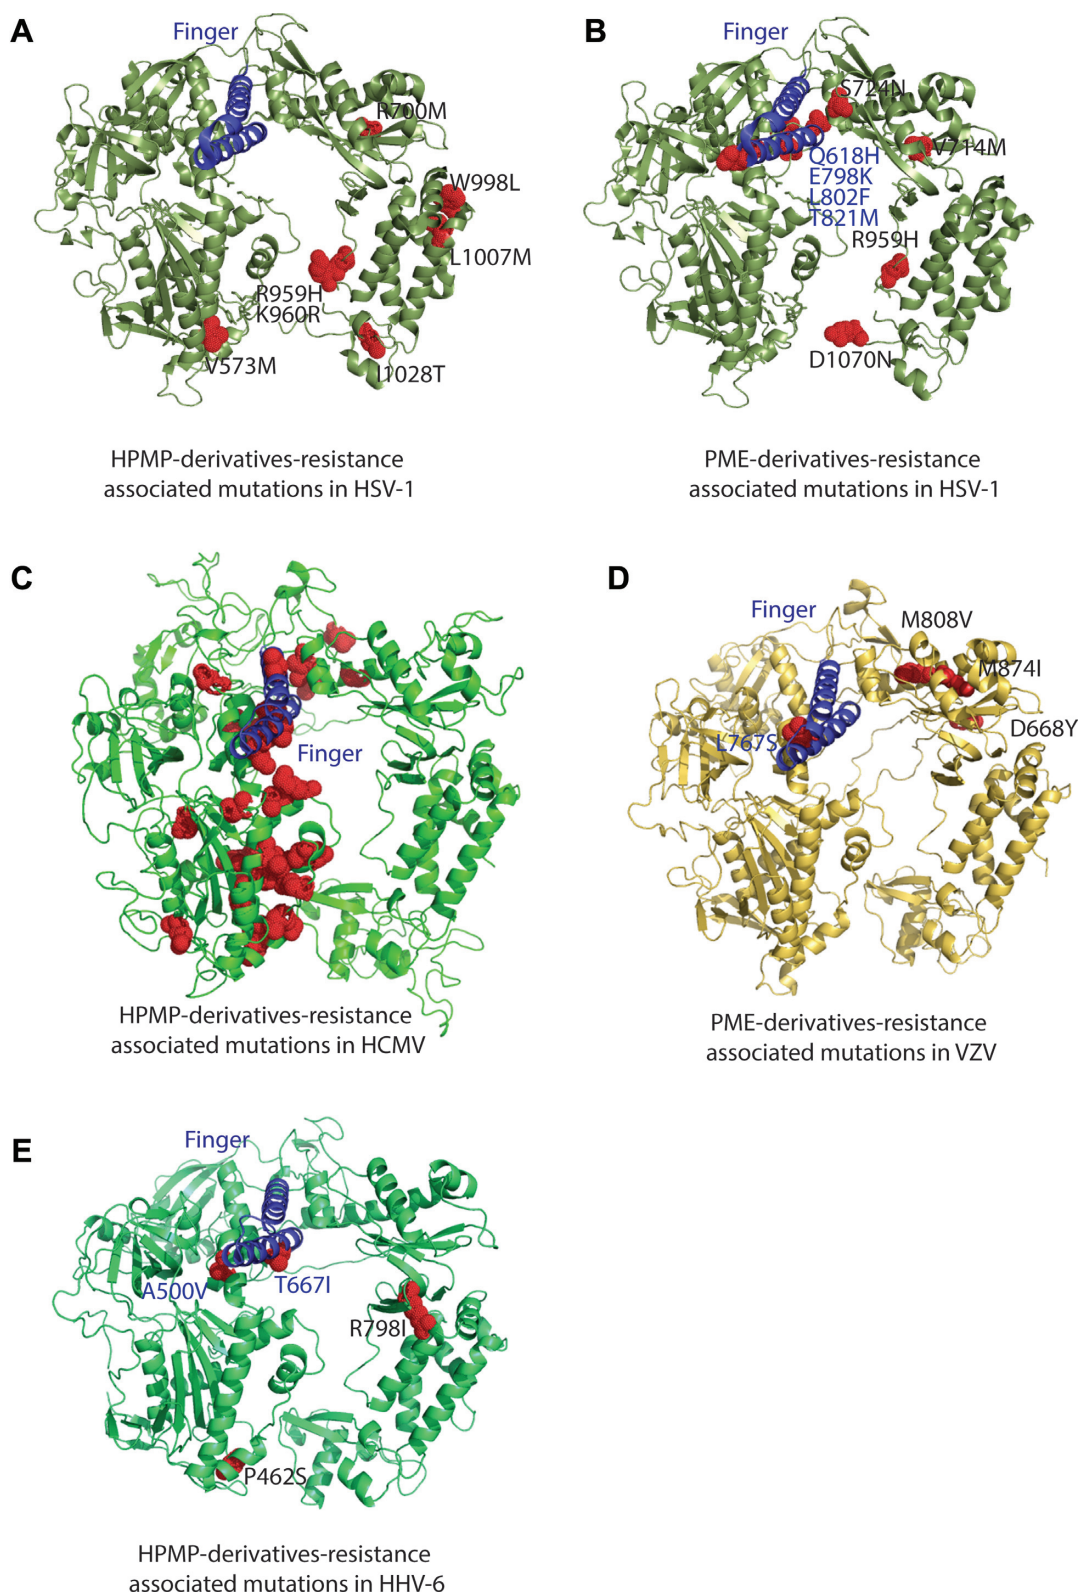 A
Finger
R700M
W998L
L1007M
R959H
K960R
V573M
I1028T
HPMP-derivatives-resistance
associated mutations in HSV-1
B
Finger
S724N
V714M
Q618H
E798K
L802F
T821M
R959H
D1070N
PME-derivatives-resistance
associated mutations in HSV-1
C
Finger
HPMP-derivatives-resistance
associated mutations in HCMV
D
Finger
M808V
M874I
D668Y
L767S
PME-derivatives-resistance
associated mutations in VZV
E
Finger
A500V
T667I
R798I
P462S
HPMP-derivatives-resistance
associated mutations in HHV-6